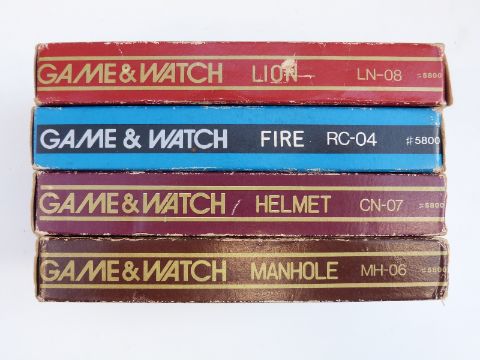 GAME & WATCH LION LN-08 ♯5800
GAME & WATCH FIRE RC-04 ♯5800
GAME & WATCH HELMET CN-07 ♯5800
GAME & WATCH MANHOLE MH-06 ♯5800